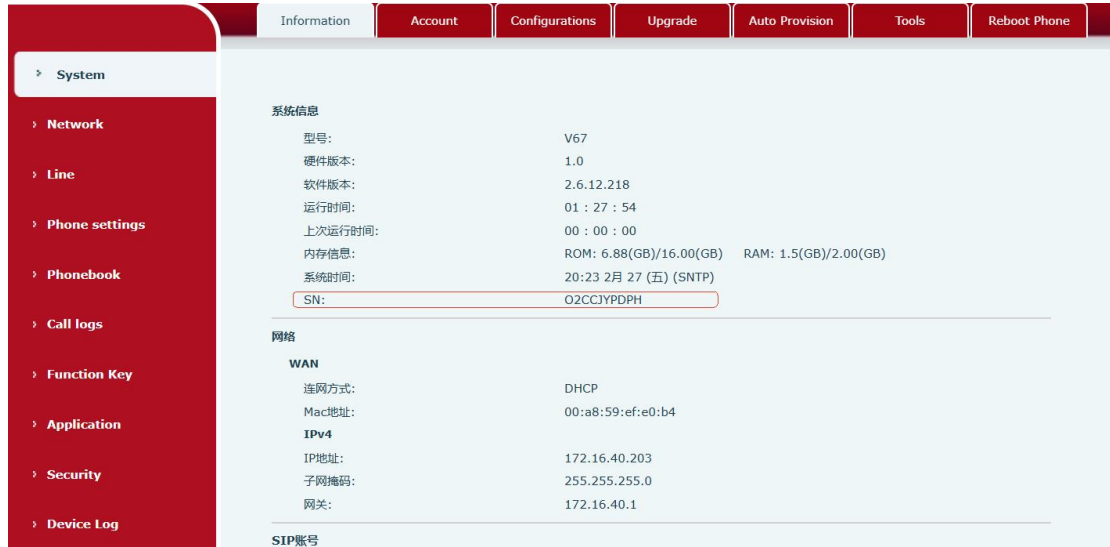 Information Account Configurations Upgrade Auto Provision Tools Reboot Phone
System
Network
Line
Phone settings
Phonebook
Call logs
Function Key
Application
Security
Device Log
系统信息
型号: V67
硬件版本: 1.0
软件版本: 2.6.12.218
运行时间: 01 : 27 : 54
上次运行时间: 00 : 00 : 00
内存信息: ROM: 6.88(GB)/16.00(GB) RAM: 1.5(GB)/2.00(GB)
系统时间: 20:23 2月 27 (五) (SNTP)
SN: O2CCJYPDPH
网络
WAN
连网方式: DHCP
Mac地址: 00:a8:59:ef:e0:b4
IPv4
IP地址: 172.16.40.203
子网掩码: 255.255.255.0
网关: 172.16.40.1
SIP账号